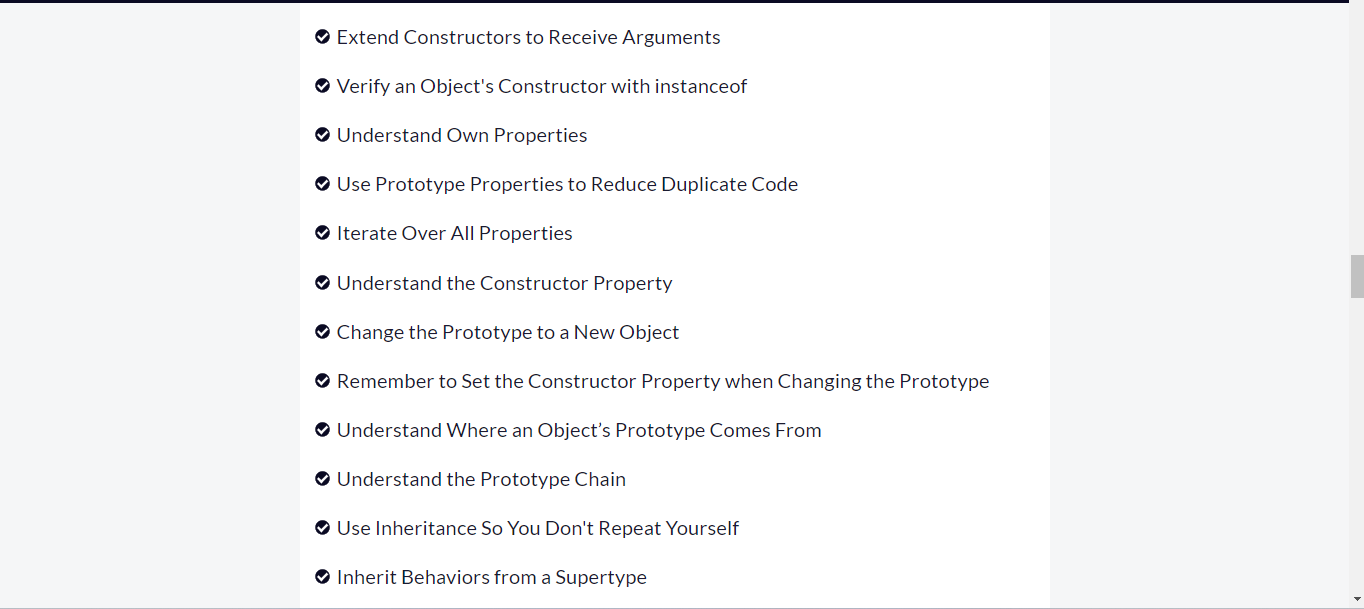 Extend Constructors to Receive Arguments
Verify an Object's Constructor with instanceof
Understand Own Properties
Use Prototype Properties to Reduce Duplicate Code
Iterate Over All Properties
Understand the Constructor Property
Change the Prototype to a New Object
Remember to Set the Constructor Property when Changing the Prototype
Understand Where an Object’s Prototype Comes From
Understand the Prototype Chain
Use Inheritance So You Don't Repeat Yourself
Inherit Behaviors from a Supertype